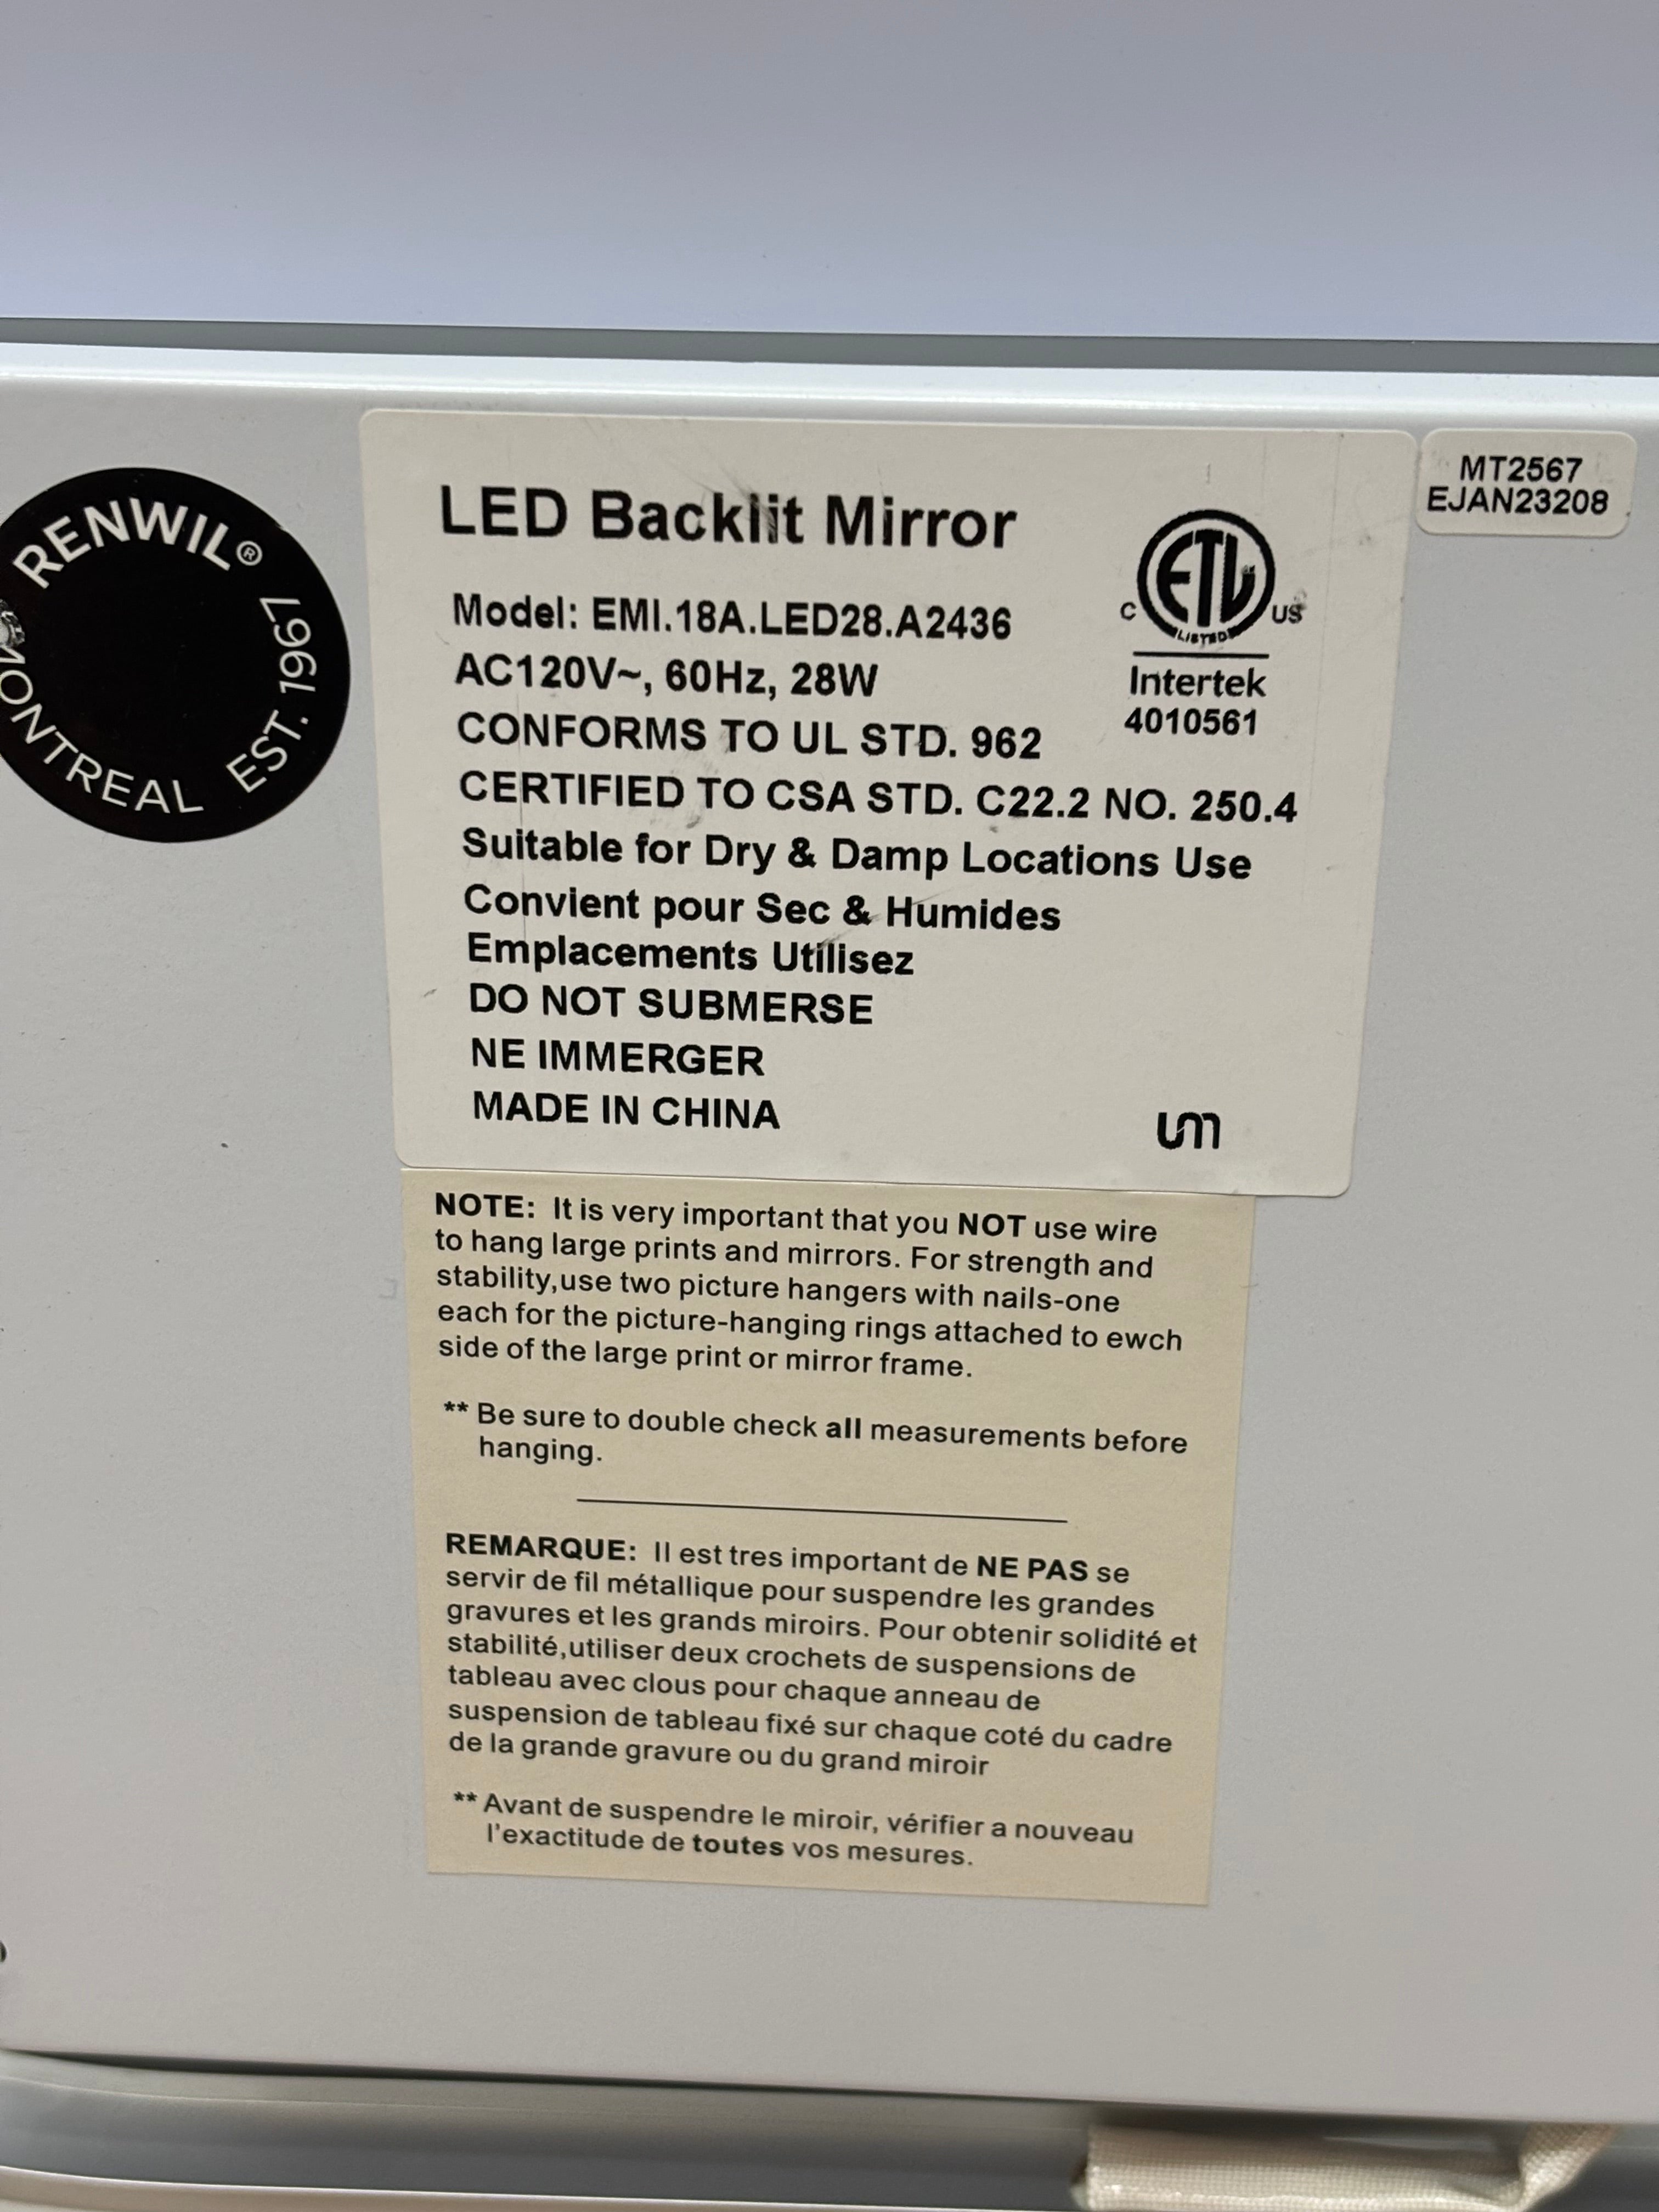 RENWIL®
MONTREAL EST. 1967
LED Backlit Mirror
Model: EMI.18A.LED28.A2436
AC120V~, 60Hz, 28W
CONFORMS TO UL STD. 962
CERTIFIED TO CSA STD. C22.2 NO. 250.4
Suitable for Dry & Damp Locations Use
Convient pour Sec & Humides
Emplacements Utilisez
DO NOT SUBMERSE
NE IMMERGER
MADE IN CHINA
C ETL US
LISTED
Intertek
4010561
MT2567
EJAN23208
NOTE: It is very important that you NOT use wire
to hang large prints and mirrors. For strength and
stability,use two picture hangers with nails-one
each for the picture-hanging rings attached to ewch
side of the large print or mirror frame.
** Be sure to double check all measurements before
hanging.
REMARQUE: Il est tres important de NE PAS se
servir de fil métallique pour suspendre les grandes
gravures et les grands miroirs. Pour obtenir solidité et
stabilité,utiliser deux crochets de suspensions de
tableau avec clous pour chaque anneau de
suspension de tableau fixé sur chaque coté du cadre
de la grande gravure ou du grand miroir
** Avant de suspendre le miroir, vérifier a nouveau
l'exactitude de toutes vos mesures.